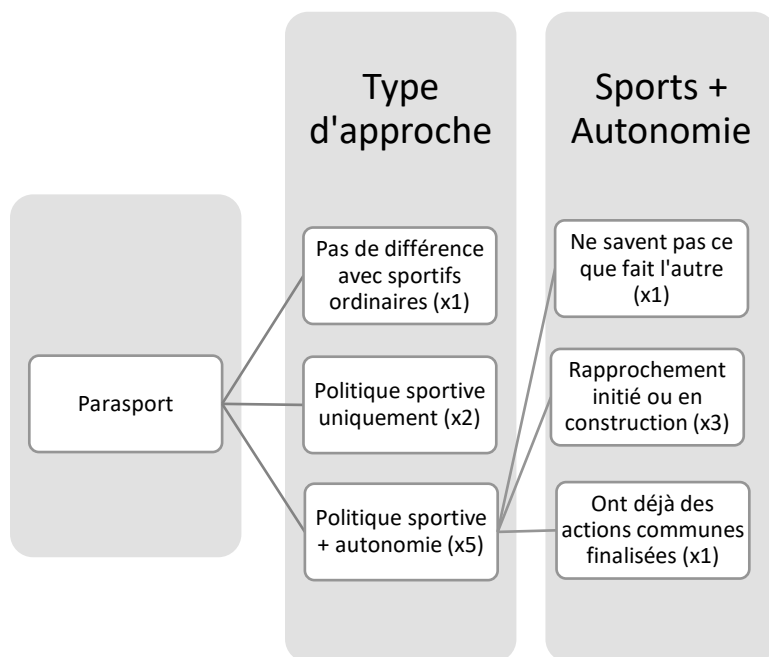 Type
d'approche
Sports +
Autonomie
Parasport
Pas de différence
avec sportifs
ordinaires (x1)
Politique sportive
uniquement (x2)
Politique sportive
+ autonomie (x5)
Ne savent pas ce
que fait l'autre
(x1)
Rapprochement
initié ou en
construction (x3)
Ont déjà des
actions communes
finalisées (x1)